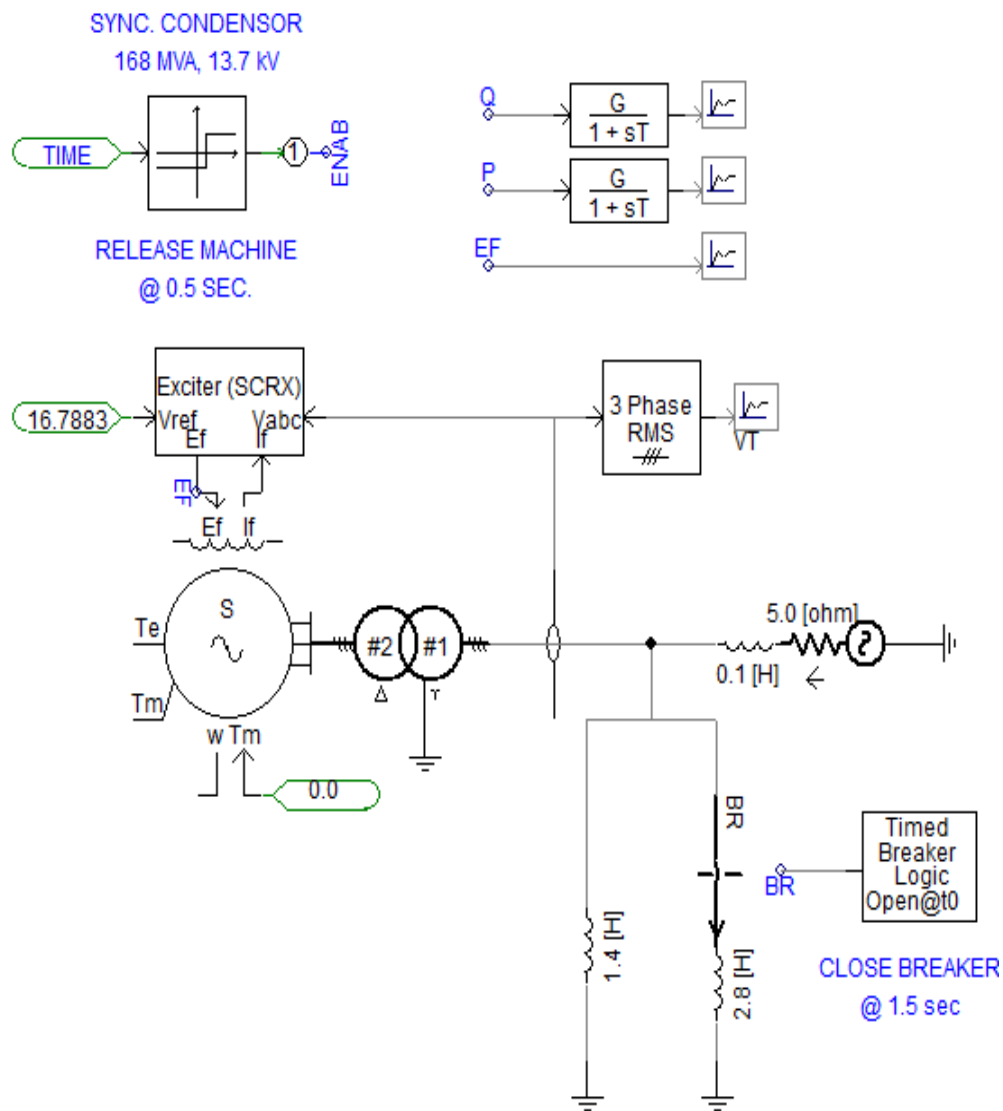 SYNC. CONDENSOR
168 MVA, 13.7 kV
TIME
1
ENAB
RELEASE MACHINE
@ 0.5 SEC.
Q
G
1 + sT
P
G
1 + sT
EF
Exciter (SCRX)
Vref
Vabc
Ef
If
16.7883
3 Phase
RMS
VT
EF
Ef
If
S
Te
Tm
w Tm
0.0
#2
#1
Δ
5.0 [ohm]
0.1 [H]
BR
1.4 [H]
2.8 [H]
BR
Timed
Breaker
Logic
Open@t0
CLOSE BREAKER
@ 1.5 sec